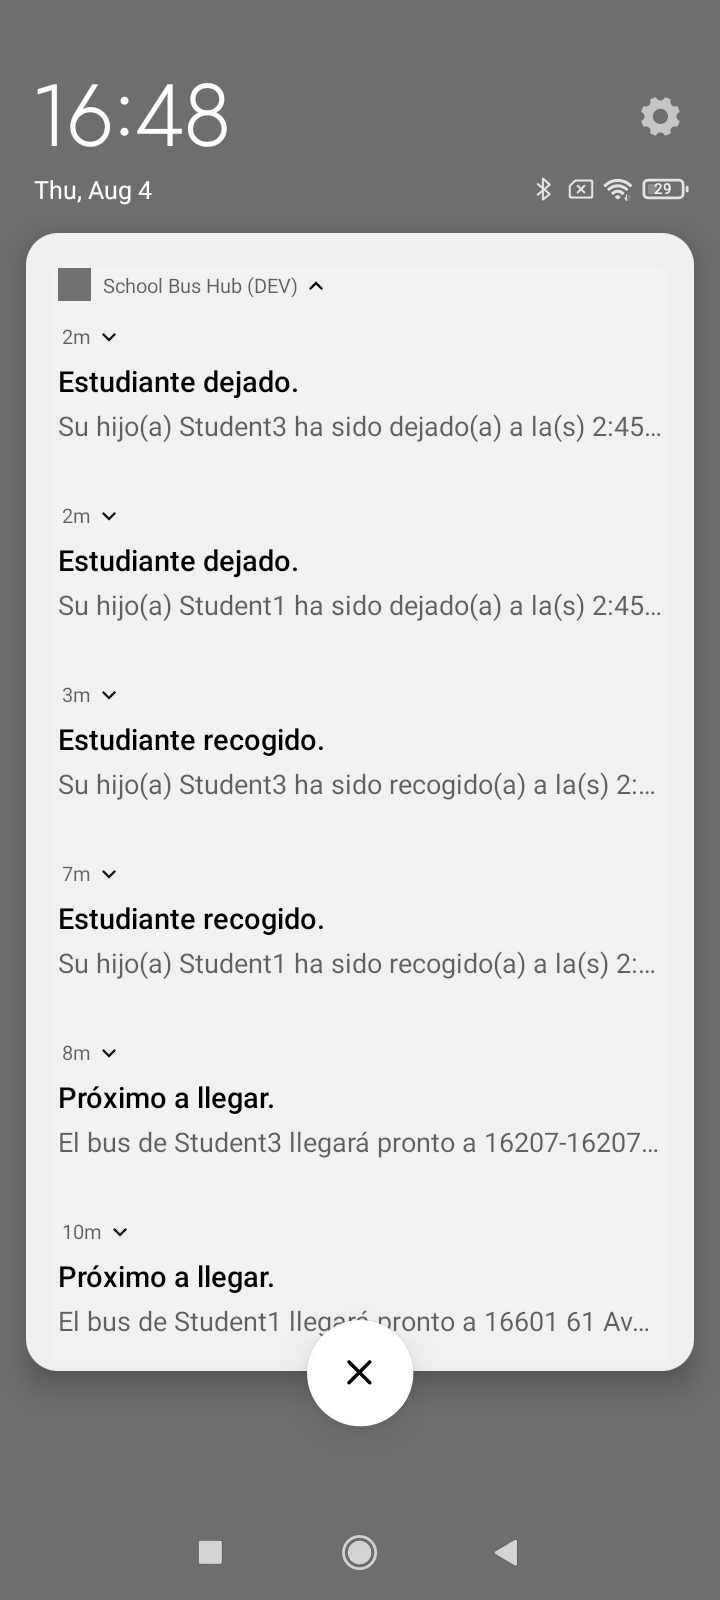 16:48
Thu, Aug 4
29
School Bus Hub (DEV)
2m
Estudiante dejado.
Su hijo(a) Student3 ha sido dejado(a) a la(s) 2:45...
2m
Estudiante dejado.
Su hijo(a) Student1 ha sido dejado(a) a la(s) 2:45...
3m
Estudiante recogido.
Su hijo(a) Student3 ha sido recogido(a) a la(s) 2:...
7m
Estudiante recogido.
Su hijo(a) Student1 ha sido recogido(a) a la(s) 2:...
8m
Próximo a llegar.
El bus de Student3 llegará pronto a 16207-16207...
10m
Próximo a llegar.
El bus de Student1 llegará pronto a 16601 61 Av...